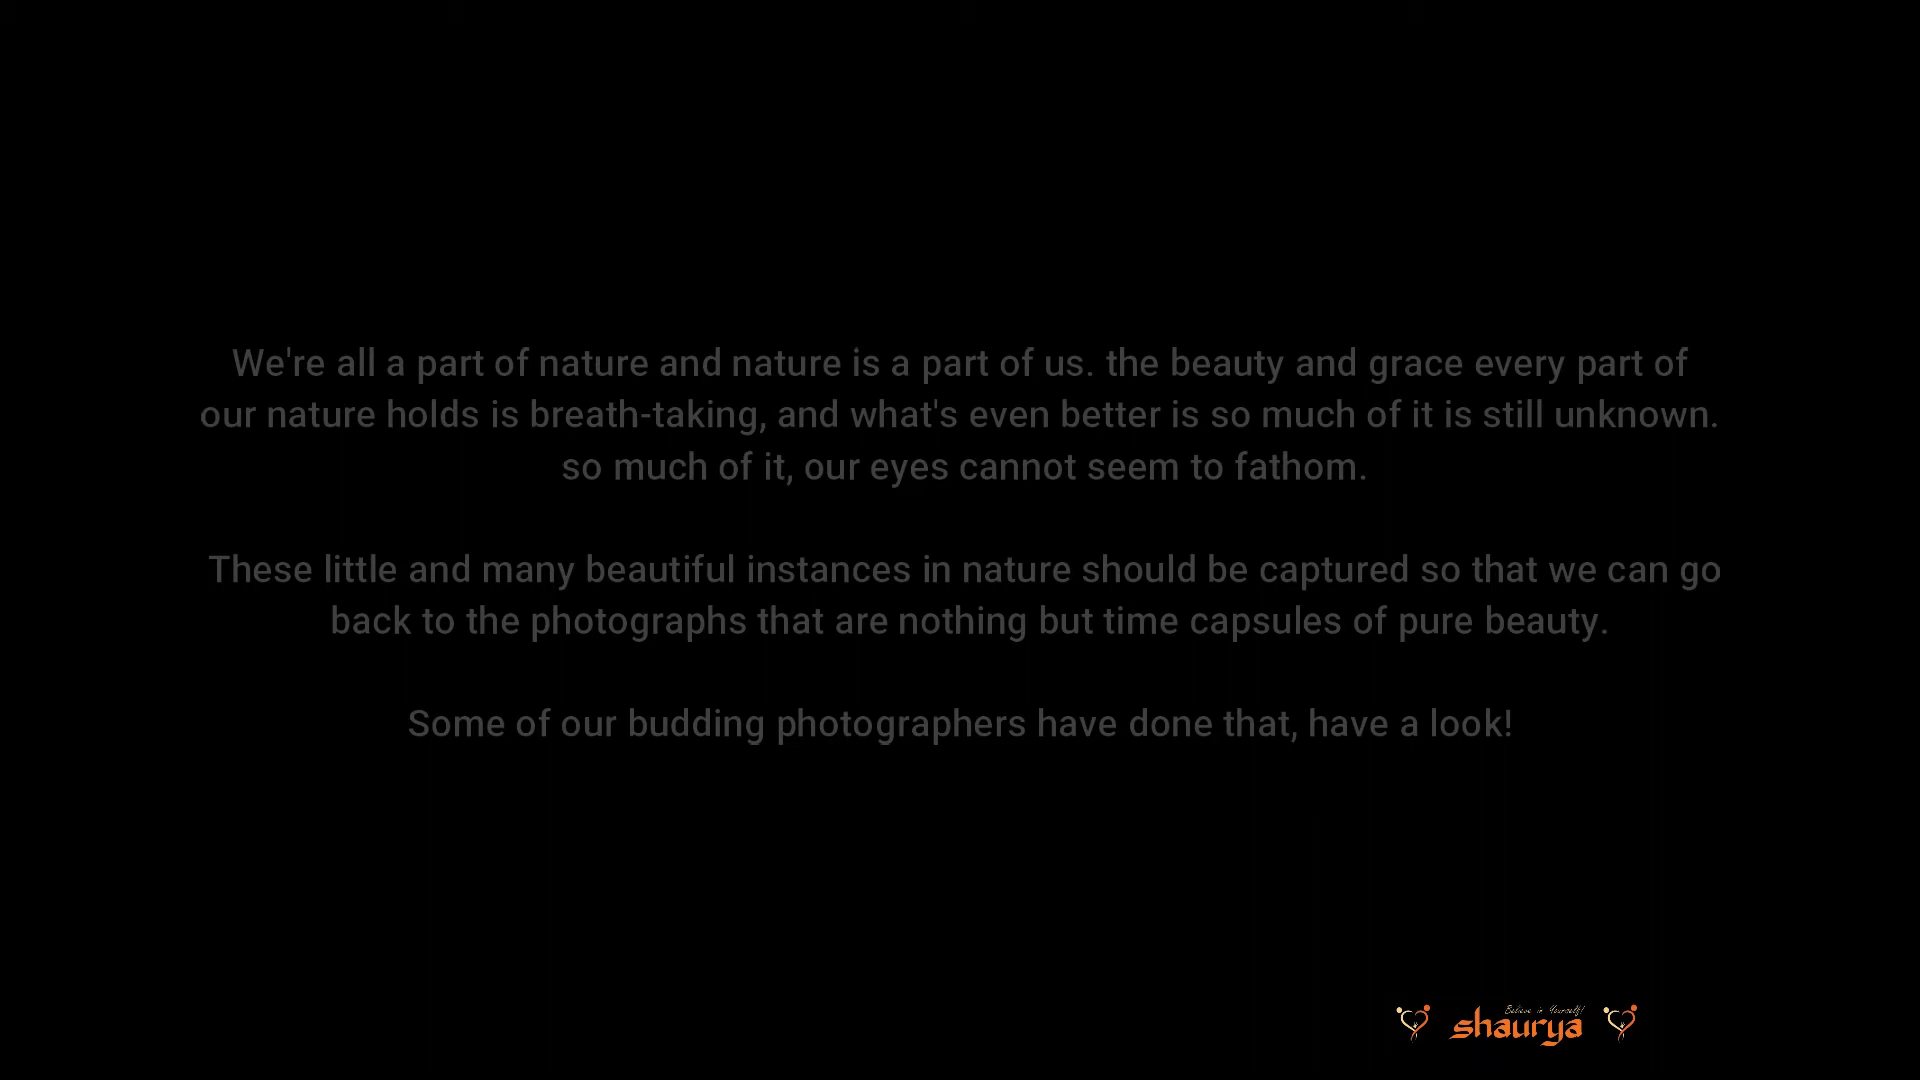 We're all a part of nature and nature is a part of us. the beauty and grace every part of
our nature holds is breath-taking, and what's even better is so much of it is still unknown.
so much of it, our eyes cannot seem to fathom.
These little and many beautiful instances in nature should be captured so that we can go
back to the photographs that are nothing but time capsules of pure beauty.
Some of our budding photographers have done that, have a look!
Believe in Yourself!
shaurya